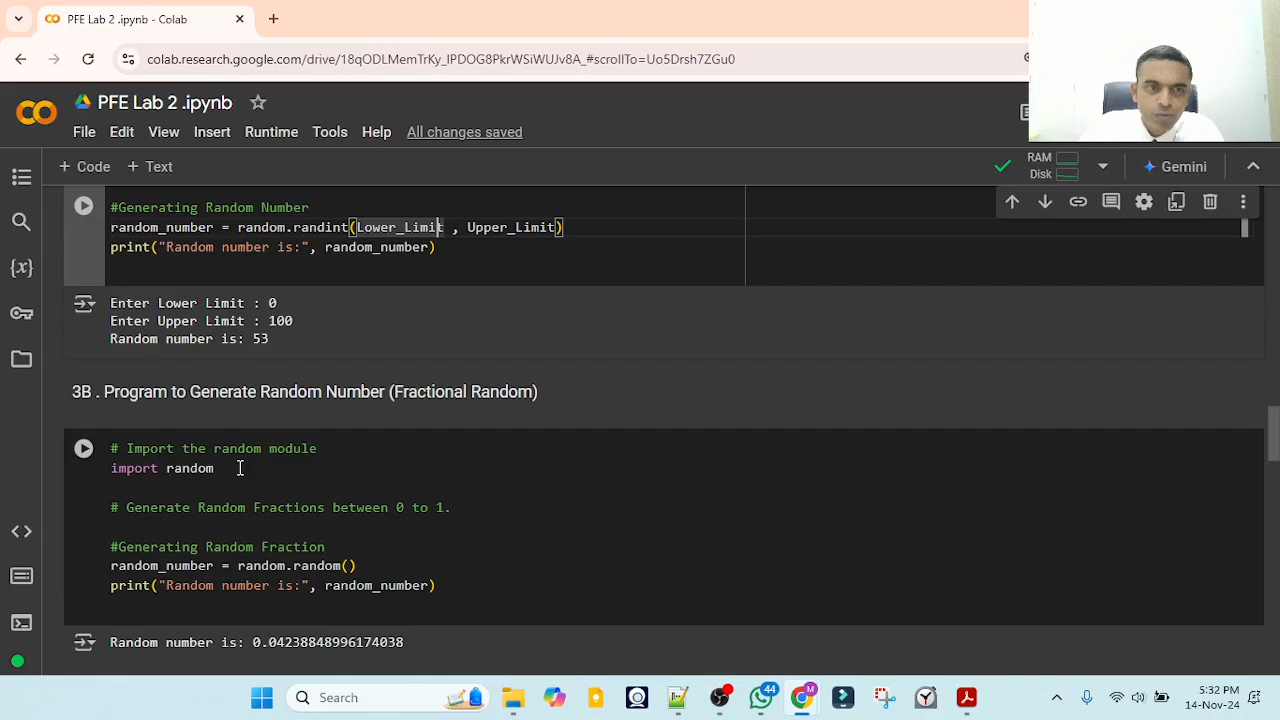 PFE Lab 2 .ipynb - Colab
colab.research.google.com/drive/18qODLMemTrKy_IPDOG8PkrWSiWUJv8A_#scrollTo=Uo5Drsh7ZGu0
PFE Lab 2 .ipynb
File Edit View Insert Runtime Tools Help All changes saved
+ Code + Text
RAM
Disk
Gemini
#Generating Random Number
random_number = random.randint(Lower_Limit , Upper_Limit)
print("Random number is:", random_number)
Enter Lower Limit : 0
Enter Upper Limit : 100
Random number is: 53
3B . Program to Generate Random Number (Fractional Random)
# Import the random module
import random
# Generate Random Fractions between 0 to 1.
#Generating Random Fraction
random_number = random.random()
print("Random number is:", random_number)
Random number is: 0.04238848996174038
Search
44
M
5:32 PM
14-Nov-24